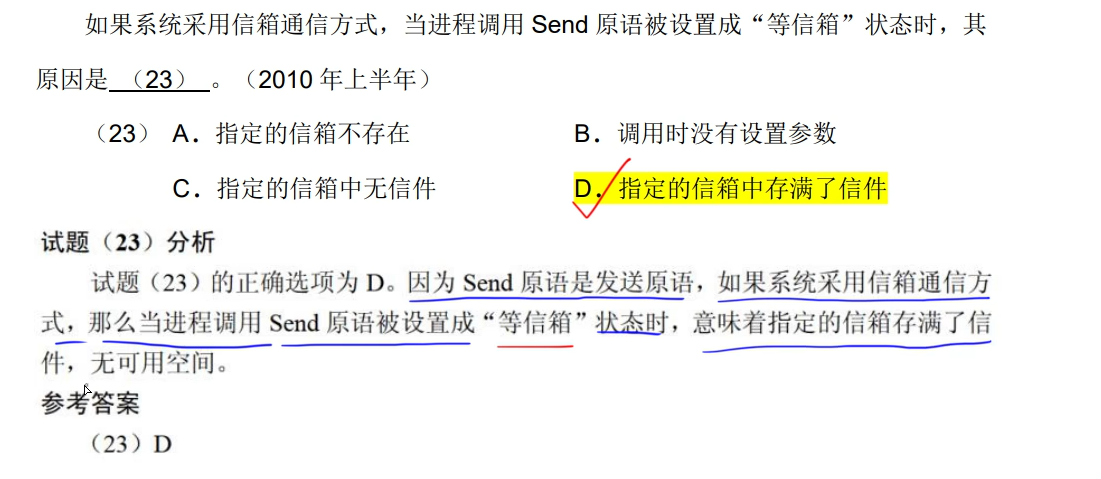 如果系统采用信箱通信方式，当进程调用 Send 原语被设置成“等信箱”状态时，其
原因是 （23） 。（2010 年上半年）
（23） A．指定的信箱不存在 B．调用时没有设置参数
C．指定的信箱中无信件 D．指定的信箱中存满了信件
试题（23）分析
试题（23）的正确选项为 D。因为 Send 原语是发送原语，如果系统采用信箱通信方
式，那么当进程调用 Send 原语被设置成“等信箱”状态时，意味着指定的信箱存满了信
件，无可用空间。
参考答案
（23）D